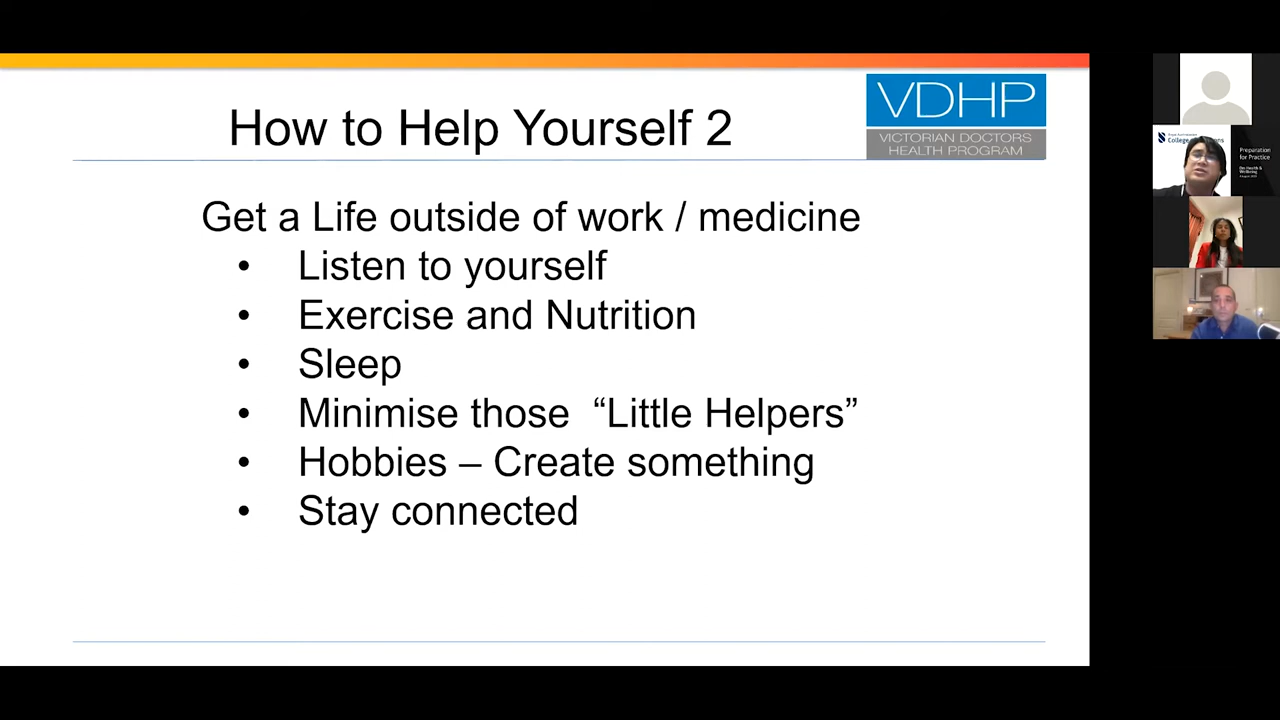 How to Help Yourself 2
VDHP
VICTORIAN DOCTORS
HEALTH PROGRAM
Get a Life outside of work / medicine
• Listen to yourself
• Exercise and Nutrition
• Sleep
• Minimise those “Little Helpers”
• Hobbies – Create something
• Stay connected
Preparation
for Practice